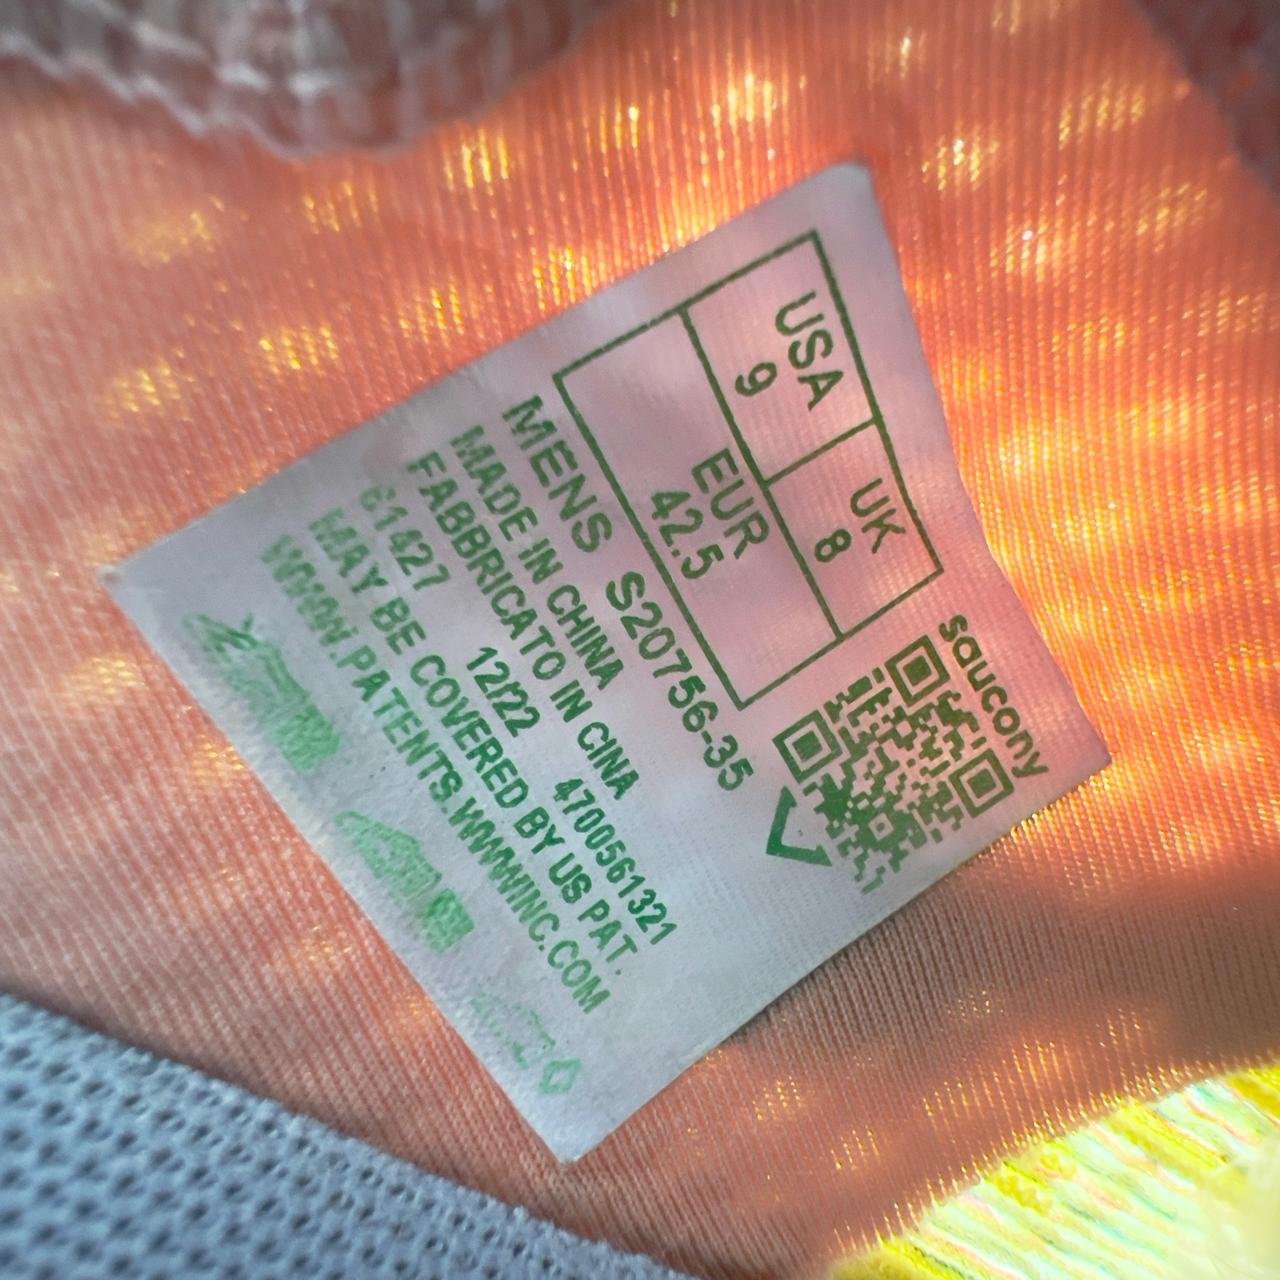 saucony
USA
9
UK
8
EUR
42.5
MENS S20756-35
MADE IN CHINA
FABBRICATO IN CINA
61427 12/22 4700561321
MAY BE COVERED BY US PAT.
WWW.PATENTS.WWWINC.COM